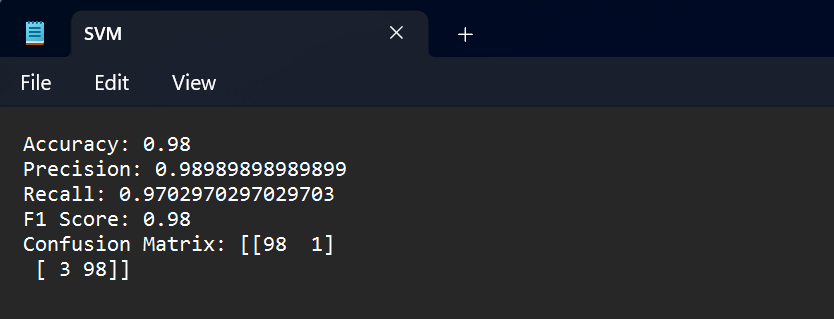 SVM
File Edit View
Accuracy: 0.98
Precision: 0.98989898989899
Recall: 0.9702970297029703
F1 Score: 0.98
Confusion Matrix: [[98  1]
 [ 3 98]]